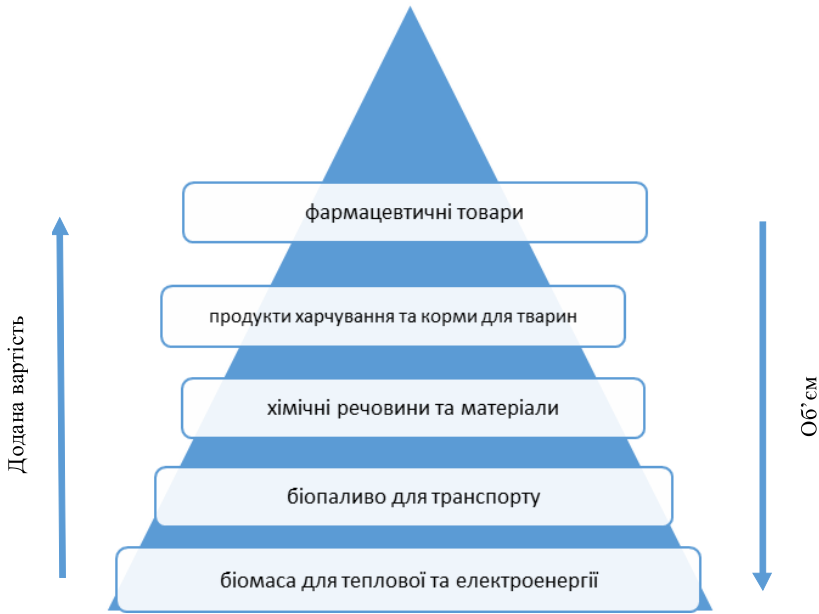 фармацевтичні товари
продукти харчування та корми для тварин
хімічні речовини та матеріали
біопаливо для транспорту
біомаса для теплової та електроенергії
Додана вартість
Об’єм